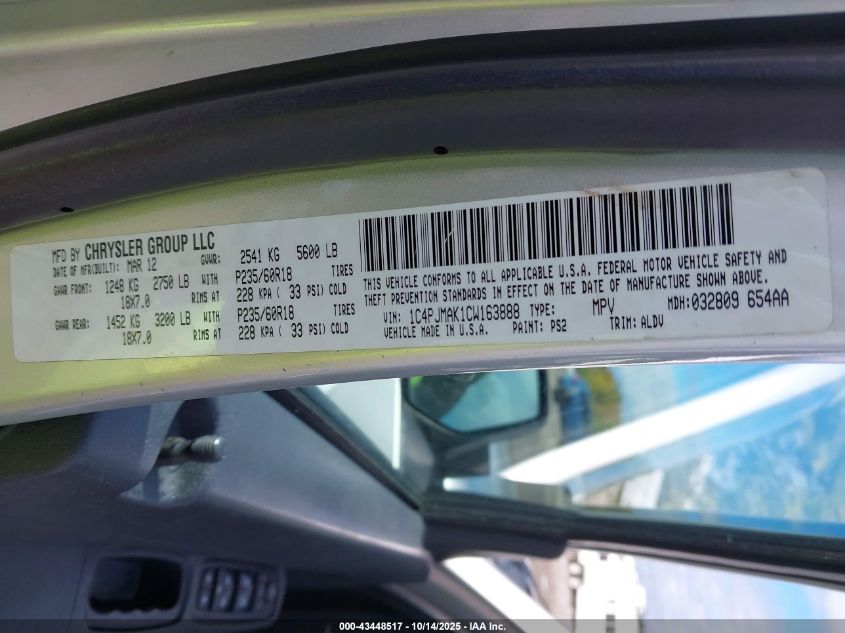 MFD BY CHRYSLER GROUP LLC
DATE OF MFR(BUILT): MAR 12 GVWR: 2541 KG 5600 LB
GAWR FRONT: 1248 KG 2750 LB WITH P235/60R18 TIRES
18X7.0 RIMS AT 228 KPA ( 33 PSI) COLD
GAWR REAR: 1452 KG 3200 LB WITH P235/60R18 TIRES
18X7.0 RIMS AT 228 KPA ( 33 PSI) COLD
THIS VEHICLE CONFORMS TO ALL APPLICABLE U.S.A. FEDERAL MOTOR VEHICLE SAFETY AND
THEFT PREVENTION STANDARDS IN EFFECT ON THE DATE OF MANUFACTURE SHOWN ABOVE.
VIN: 1C4PJMAK1CW163888 TYPE: MPV MDH:032809 654AA
VEHICLE MADE IN U.S.A. PAINT: PS2 TRIM: ALDV
000-43448517 - 10/14/2025 - IAA Inc.